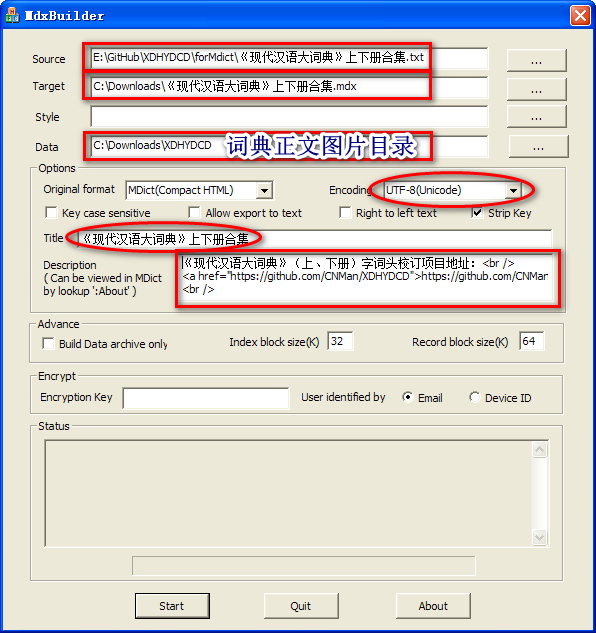 MdxBuilder
Source
E:\GitHub\XDHYDCD\forMdict\《现代汉语大词典》上下册合集.txt
...
Target
C:\Downloads\《现代汉语大词典》上下册合集.mdx
...
Style
...
Data
C:\Downloads\XDHYDCD
词典正文图片目录
...
Options
Original format
MDict(Compact HTML)
Encoding
UTF-8(Unicode)
Key case sensitive
Allow export to text
Right to left text
Strip Key
Title
《现代汉语大词典》上下册合集
Description
( Can be viewed in MDict
by lookup ':About' )
《现代汉语大词典》（上、下册）字词头校订项目地址：<br />
<a href="https://github.com/CNMan/XDHYDCD">https://github.com/CNMan
<br />
Advance
Build Data archive only
Index block size(K)
32
Record block size(K)
64
Encrypt
Encryption Key
User identified by
Email
Device ID
Status
Start
Quit
About